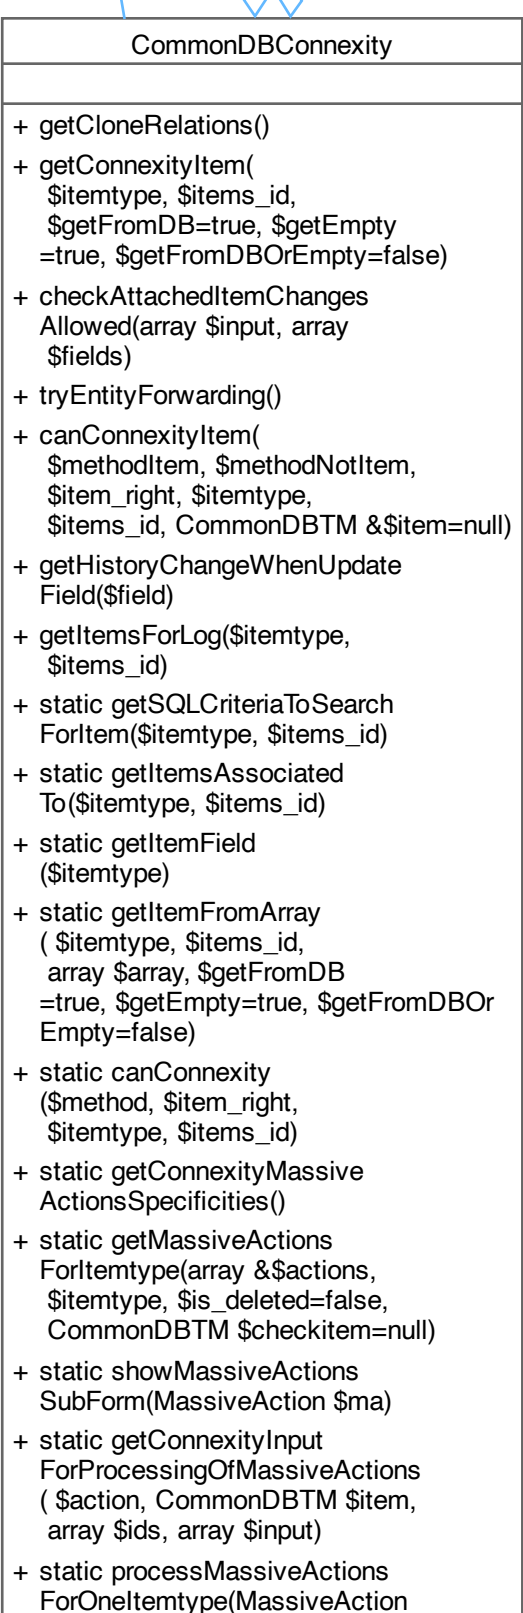 CommonDBConnexity
+ getCloneRelations()
+ getConnexityItem(
$itemtype, $items_id,
$getFromDB=true, $getEmpty
=true, $getFromDBOrEmpty=false)
+ checkAttachedItemChanges
Allowed(array $input, array
$fields)
+ tryEntityForwarding()
+ canConnexityItem(
$methodItem, $methodNotItem,
$item_right, $itemtype,
$items_id, CommonDBTM &$item=null)
+ getHistoryChangeWhenUpdate
Field($field)
+ getItemsForLog($itemtype,
$items_id)
+ static getSQLCriteriaToSearch
ForItem($itemtype, $items_id)
+ static getItemsAssociated
To($itemtype, $items_id)
+ static getItemField
($itemtype)
+ static getItemFromArray
( $itemtype, $items_id,
array $array, $getFromDB
=true, $getEmpty=true, $getFromDBOr
Empty=false)
+ static canConnexity
($method, $item_right,
$itemtype, $items_id)
+ static getConnexityMassive
ActionsSpecificities()
+ static getMassiveActions
ForItemtype(array &$actions,
$itemtype, $is_deleted=false,
CommonDBTM $checkitem=null)
+ static showMassiveActions
SubForm(MassiveAction $ma)
+ static getConnexityInput
ForProcessingOfMassiveActions
( $action, CommonDBTM $item,
array $ids, array $input)
+ static processMassiveActions
ForOneItemtype(MassiveAction